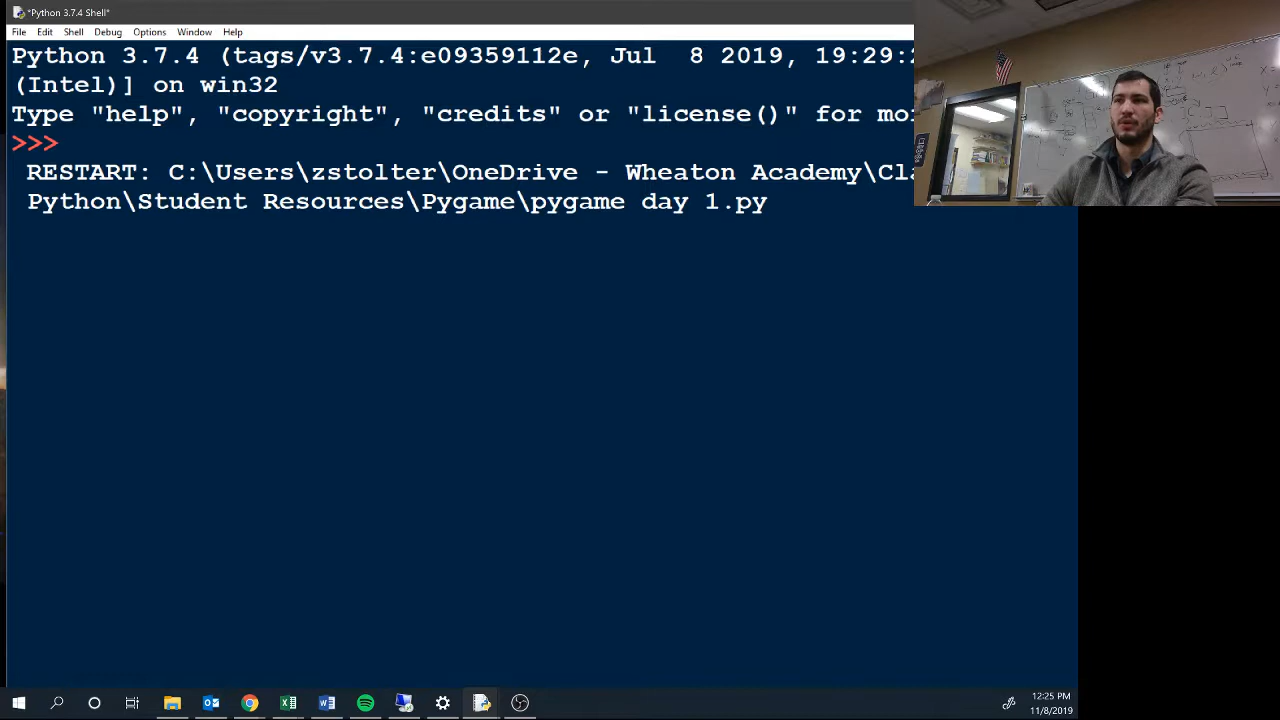 *Python 3.7.4 Shell*
File Edit Shell Debug Options Window Help
Python 3.7.4 (tags/v3.7.4:e09359112e, Jul  8 2019, 19:29:2
(Intel)] on win32
Type "help", "copyright", "credits" or "license()" for mo
>>>
RESTART: C:\Users\zstolter\OneDrive - Wheaton Academy\Cla
Python\Student Resources\Pygame\pygame day 1.py
12:25 PM
11/8/2019